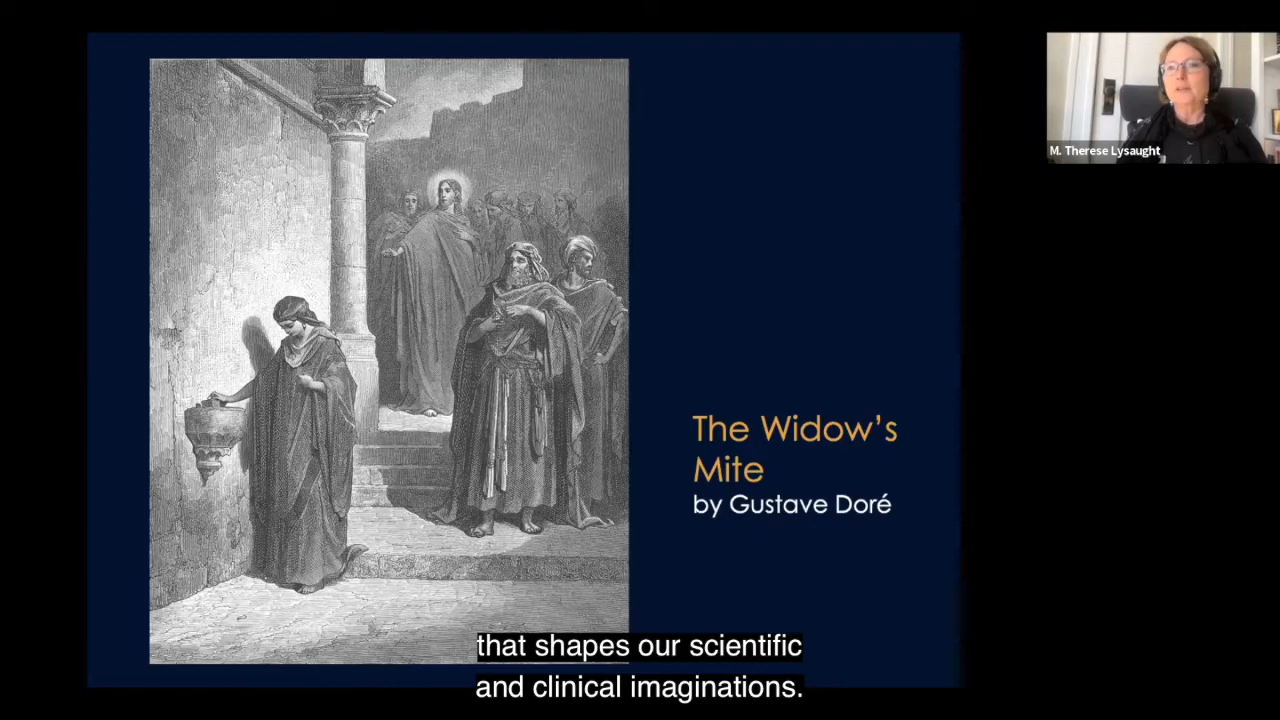 M. Therese Lysaught
The Widow's
Mite
by Gustave Doré
that shapes our scientific
and clinical imaginations.